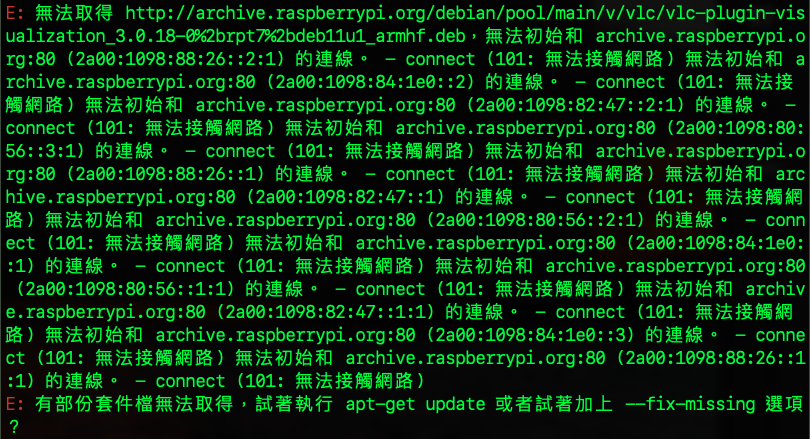 E: 無法取得 http://archive.raspberrypi.org/debian/pool/main/v/vlc/vlc-plugin-vis
ualization_3.0.18-0%2brpt7%2bdeb11u1_armhf.deb，無法初始和 archive.raspberrypi.o
rg:80 (2a00:1098:88:26::2:1) 的連線。 - connect (101: 無法接觸網路) 無法初始和 a
rchive.raspberrypi.org:80 (2a00:1098:84:1e0::2) 的連線。 - connect (101: 無法接
觸網路) 無法初始和 archive.raspberrypi.org:80 (2a00:1098:82:47::2:1) 的連線。 -
connect (101: 無法接觸網路) 無法初始和 archive.raspberrypi.org:80 (2a00:1098:80:
56::3:1) 的連線。 - connect (101: 無法接觸網路) 無法初始和 archive.raspberrypi.o
rg:80 (2a00:1098:88:26::1) 的連線。 - connect (101: 無法接觸網路) 無法初始和 arc
hive.raspberrypi.org:80 (2a00:1098:82:47::1) 的連線。 - connect (101: 無法接觸網
路) 無法初始和 archive.raspberrypi.org:80 (2a00:1098:80:56::2:1) 的連線。 - conn
ect (101: 無法接觸網路) 無法初始和 archive.raspberrypi.org:80 (2a00:1098:84:1e0:
:1) 的連線。 - connect (101: 無法接觸網路) 無法初始和 archive.raspberrypi.org:80
(2a00:1098:80:56::1:1) 的連線。 - connect (101: 無法接觸網路) 無法初始和 archiv
e.raspberrypi.org:80 (2a00:1098:82:47::1:1) 的連線。 - connect (101: 無法接觸網
路) 無法初始和 archive.raspberrypi.org:80 (2a00:1098:84:1e0::3) 的連線。 - conne
ct (101: 無法接觸網路) 無法初始和 archive.raspberrypi.org:80 (2a00:1098:88:26::1
:1) 的連線。 - connect (101: 無法接觸網路)
E: 有部份套件檔無法取得，試著執行 apt-get update 或者試著加上 --fix-missing 選項
?